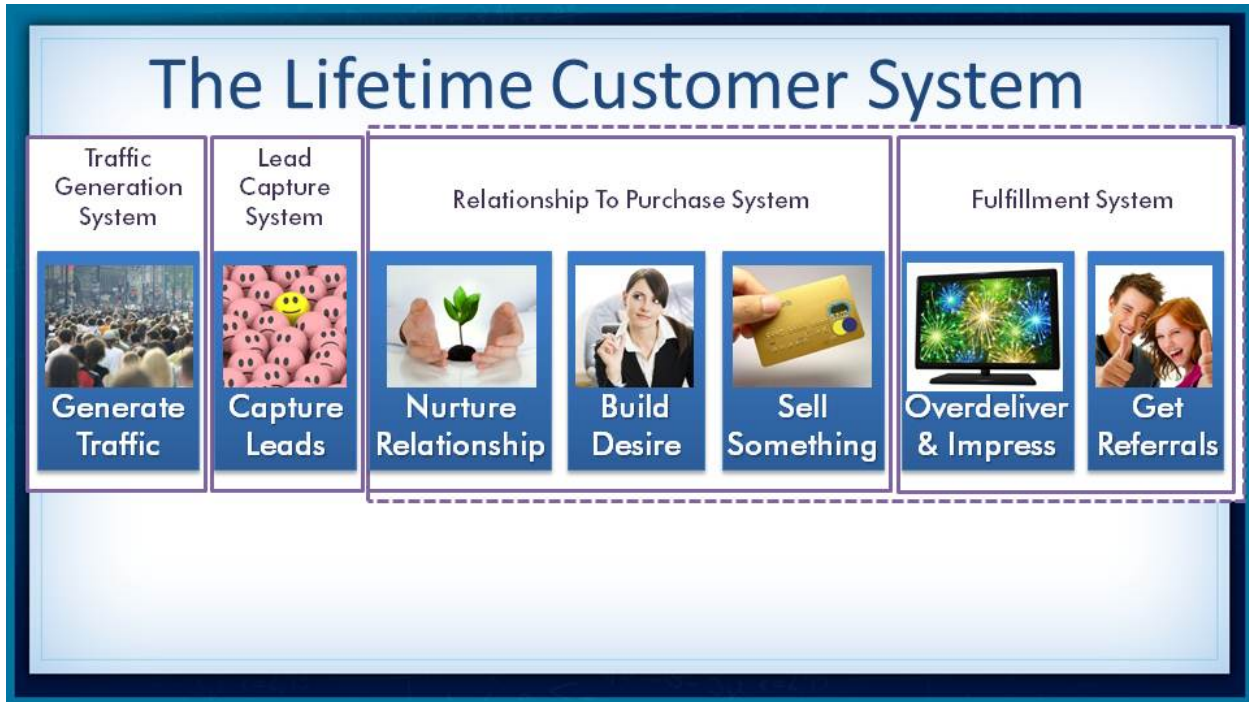 The Lifetime Customer System
Traffic
Generation
System
Lead
Capture
System
Relationship To Purchase System
Fulfillment System
Generate
Traffic
Capture
Leads
Nurture
Relationship
Build
Desire
Sell
Something
Overdeliver
& Impress
Get
Referrals